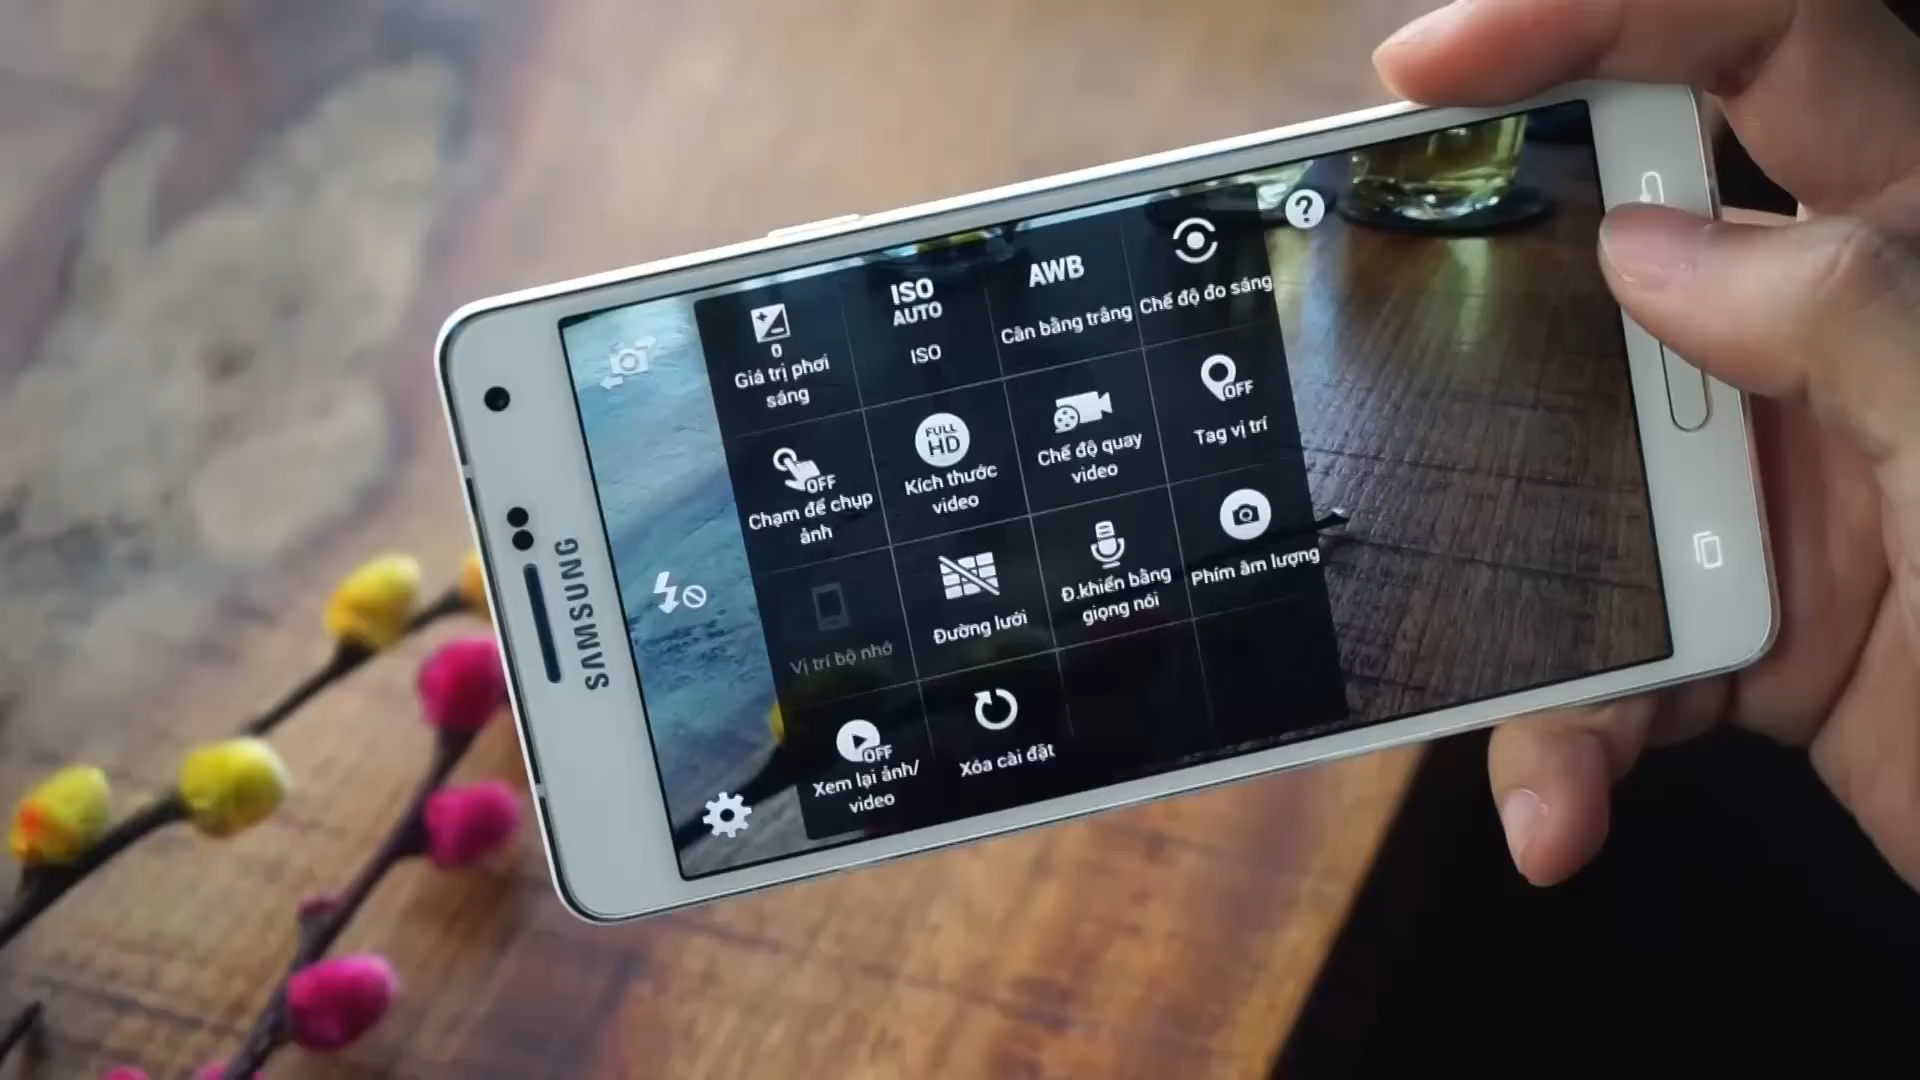 SAMSUNG
0
Giá trị phơi
sáng
ISO
AUTO
ISO
AWB
Cân bằng trắng
Chế độ đo sáng
?
OFF
Chạm để chụp
ảnh
FULL
HD
Kích thước
video
Chế độ quay
video
OFF
Tag vị trí
Vị trí bộ nhớ
Đường lưới
Đ.khiển bằng
giọng nói
Phím âm lượng
OFF
Xem lại ảnh/
video
Xóa cài đặt